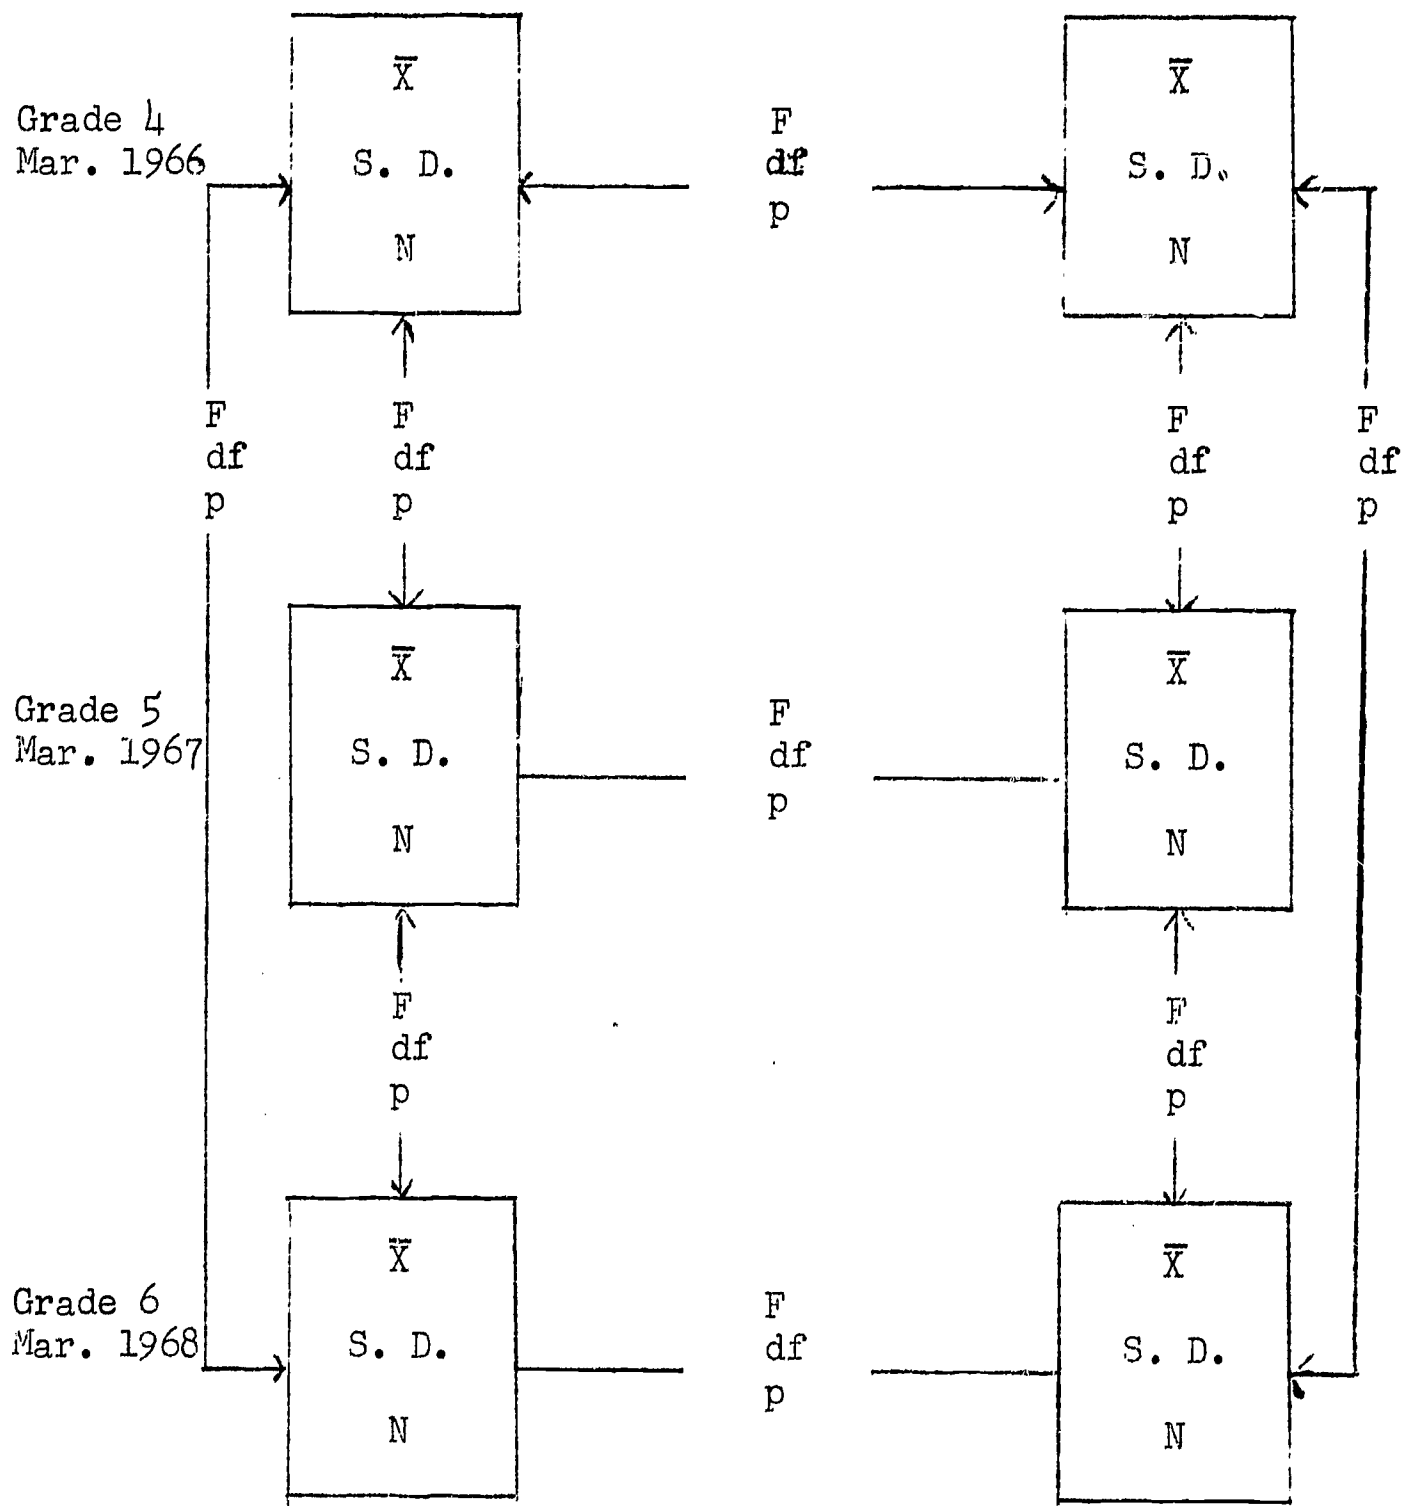 X̄
X̄
Grade 4
Mar. 1966
S. D.
F
df
p
S. D.
N
N
F
df
p
F
df
p
F
df
p
F
df
p
X̄
X̄
Grade 5
Mar. 1967
S. D.
F
df
p
S. D.
N
N
F
df
p
F
df
p
X̄
X̄
Grade 6
Mar. 1968
S. D.
F
df
p
S. D.
N
N